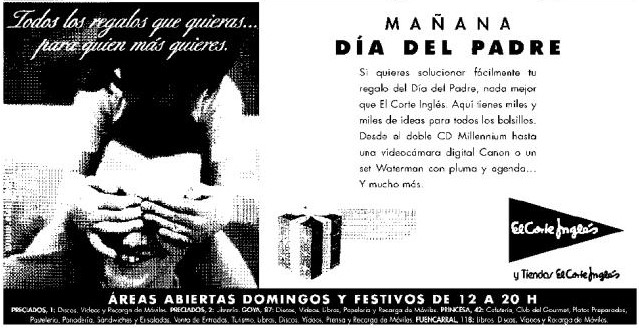 Todos los regalos que quieras...
para quien más quieres.
MAÑANA
DÍA DEL PADRE
Si quieres solucionar fácilmente tu
regalo del Día del Padre, nada mejor
que El Corte Inglés. Aquí tienes miles y
miles de ideas para todos los bolsillos.
Desde el doble CD Millennium hasta
una videocámara digital Canon o un
set Waterman con pluma y agenda...
Y mucho más.
El Corte Inglés
y Tiendas El Corte Inglés
ÁREAS ABIERTAS DOMINGOS Y FESTIVOS DE 12 A 20 H
PRECIADOS, 1: Discos, Vídeos y Recarga de Móviles. PRECIADOS, 2: Librería. GOYA, 87: Discos, Vídeos, Libros, Papelería y Recarga de Móviles. PRINCESA, 42: Cafetería, Club del Gourmet, Platos Preparados,
Pastelería, Panadería, Sándwiches y Ensaladas, Venta de Entradas, Turismo, Libros, Discos, Vídeos, Prensa y Recarga de Móviles. FUENCARRAL, 118: Libros, Discos, Vídeos y Recarga de Móviles.